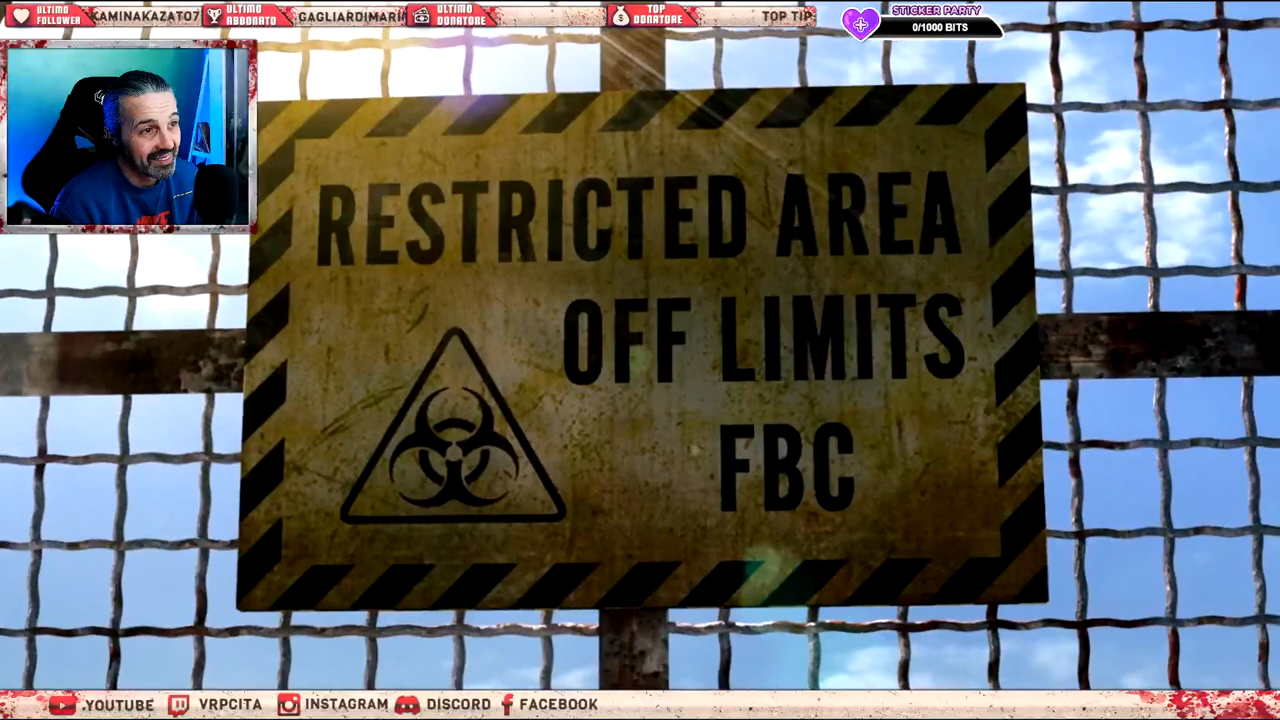 ULTIMO FOLLOWER
KAMINAKAZATO7
ULTIMO ABBONATO
GAGLIARDIMARI
ULTIMO DONATORE
TOP DONATORE
TOP TIP
STICKER PARTY
0/1000 BITS
RESTRICTED AREA
OFF LIMITS
FBC
YOUTUBE
VRPCITA
INSTAGRAM
DISCORD
FACEBOOK